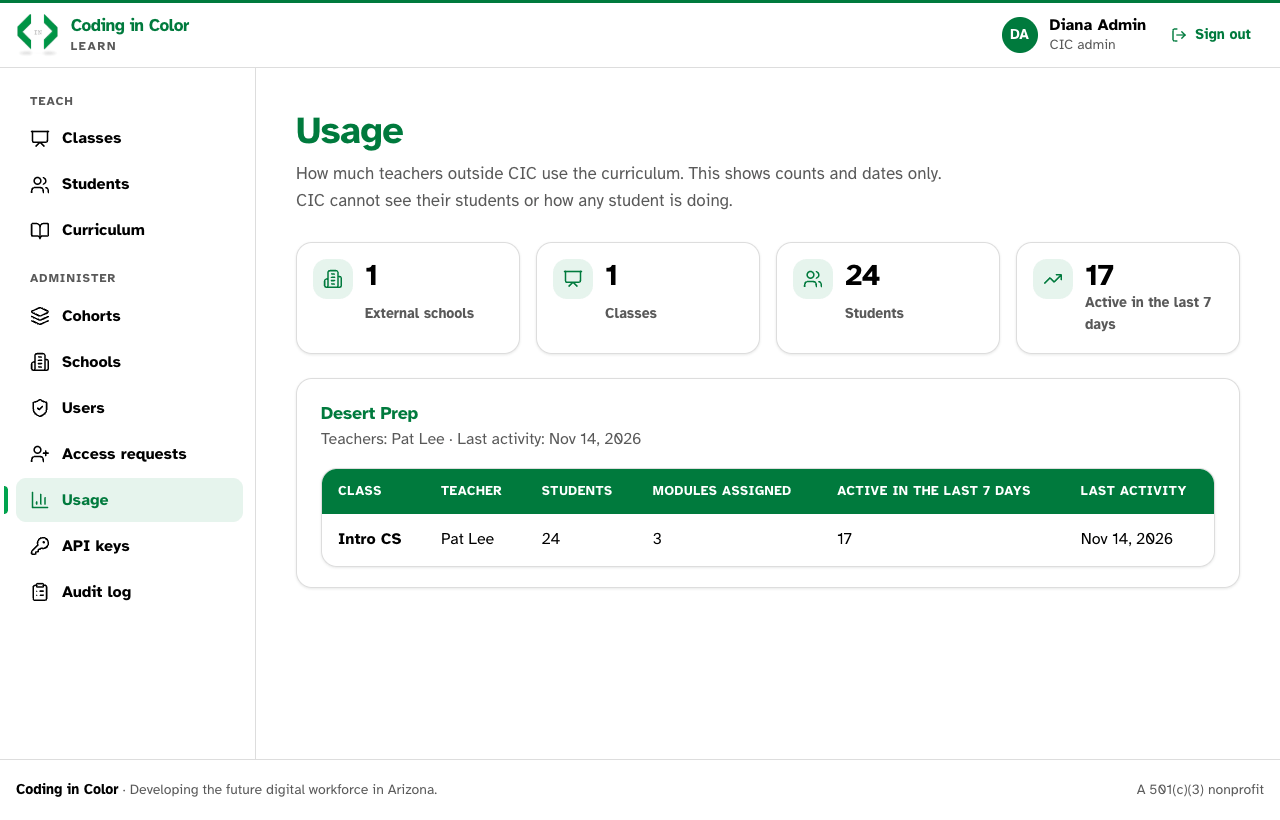 Coding in Color
LEARN
DA
Diana Admin
CIC admin
Sign out
TEACH
Classes
Students
Curriculum
ADMINISTER
Cohorts
Schools
Users
Access requests
Usage
API keys
Audit log
Usage
How much teachers outside CIC use the curriculum. This shows counts and dates only.
CIC cannot see their students or how any student is doing.
1
External schools
1
Classes
24
Students
17
Active in the last 7
days
Desert Prep
Teachers: Pat Lee · Last activity: Nov 14, 2026
CLASS TEACHER STUDENTS MODULES ASSIGNED ACTIVE IN THE LAST 7 DAYS LAST ACTIVITY
Intro CS Pat Lee 24 3 17 Nov 14, 2026
Coding in Color · Developing the future digital workforce in Arizona.
A 501(c)(3) nonprofit